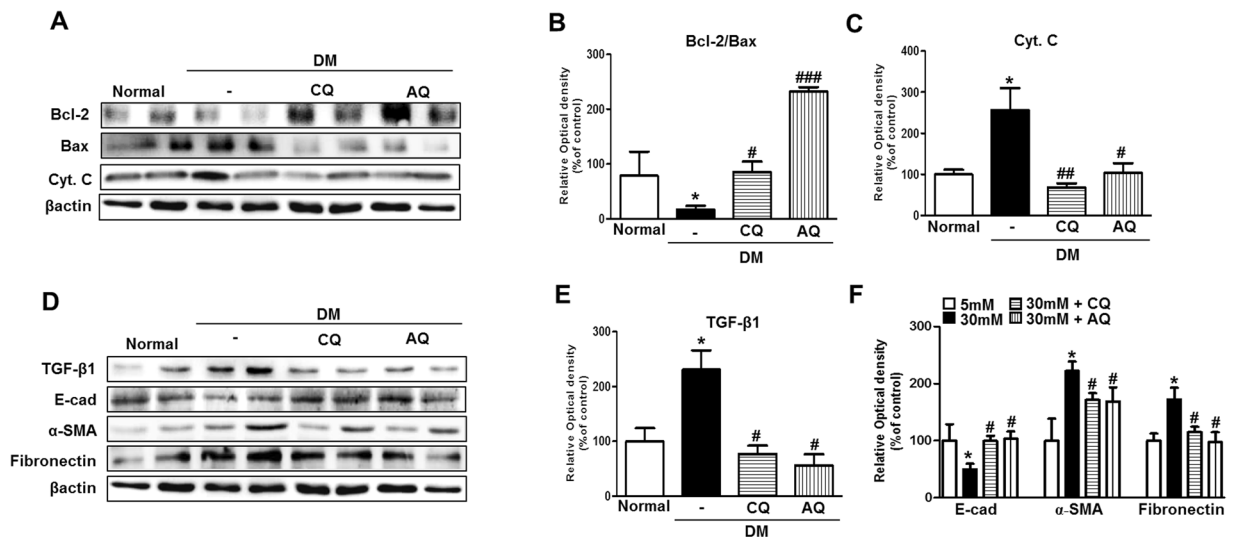 A
DM
Normal - CQ AQ
Bcl-2
Bax
Cyt. C
βactin
B
Bcl-2/Bax
Relative Optical density
(%of control)
300
200
100
0
*
#
###
Normal - CQ AQ
DM
C
Cyt. C
Relative Optical density
(%of control)
400
300
200
100
0
*
##
#
Normal - CQ AQ
DM
D
DM
Normal - CQ AQ
TGF-β1
E-cad
α-SMA
Fibronectin
βactin
E
TGF-β1
Relative Optical density
(%of control)
300
200
100
0
*
#
#
Normal - CQ AQ
DM
F
5mM 30mM + CQ
30mM 30mM + AQ
Relative Optical density
(%of control)
300
200
100
0
* # # * # # * # #
E-cad α-SMA Fibronectin